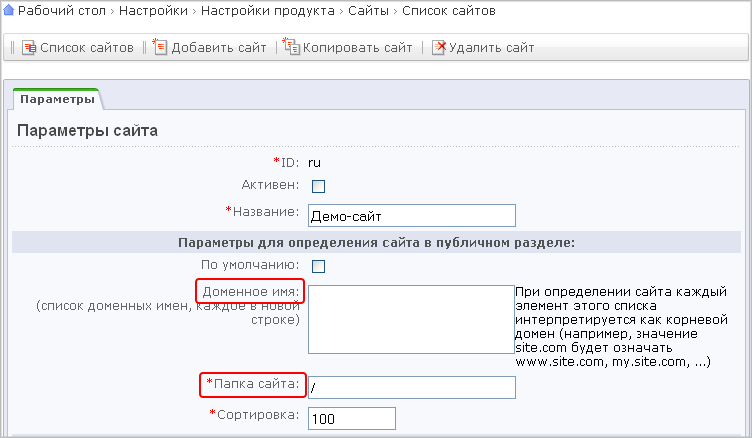 Рабочий стол › Настройки › Настройки продукта › Сайты › Список сайтов
Список сайтов Добавить сайт Копировать сайт Удалить сайт
Параметры
Параметры сайта
*ID: ru
Активен:
*Название: Демо-сайт
Параметры для определения сайта в публичном разделе:
По умолчанию:
Доменное имя:
(список доменных имен, каждое в новой
строке)
При определении сайта каждый
элемент этого списка
интерпретируется как корневой
домен (например, значение
site.com будет означать
www.site.com, my.site.com, ...)
*Папка сайта: /
*Сортировка: 100